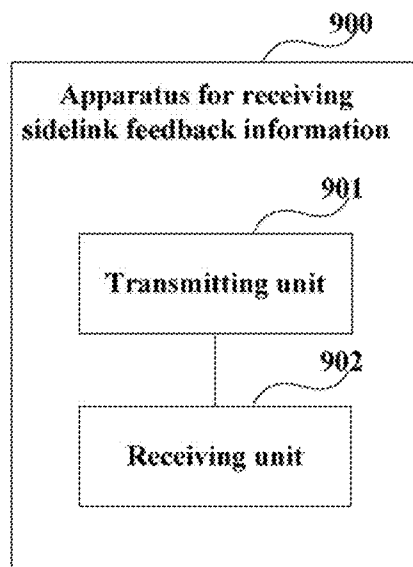 900
Apparatus for receiving
sidelink feedback information
901
Transmitting unit
902
Receiving unit